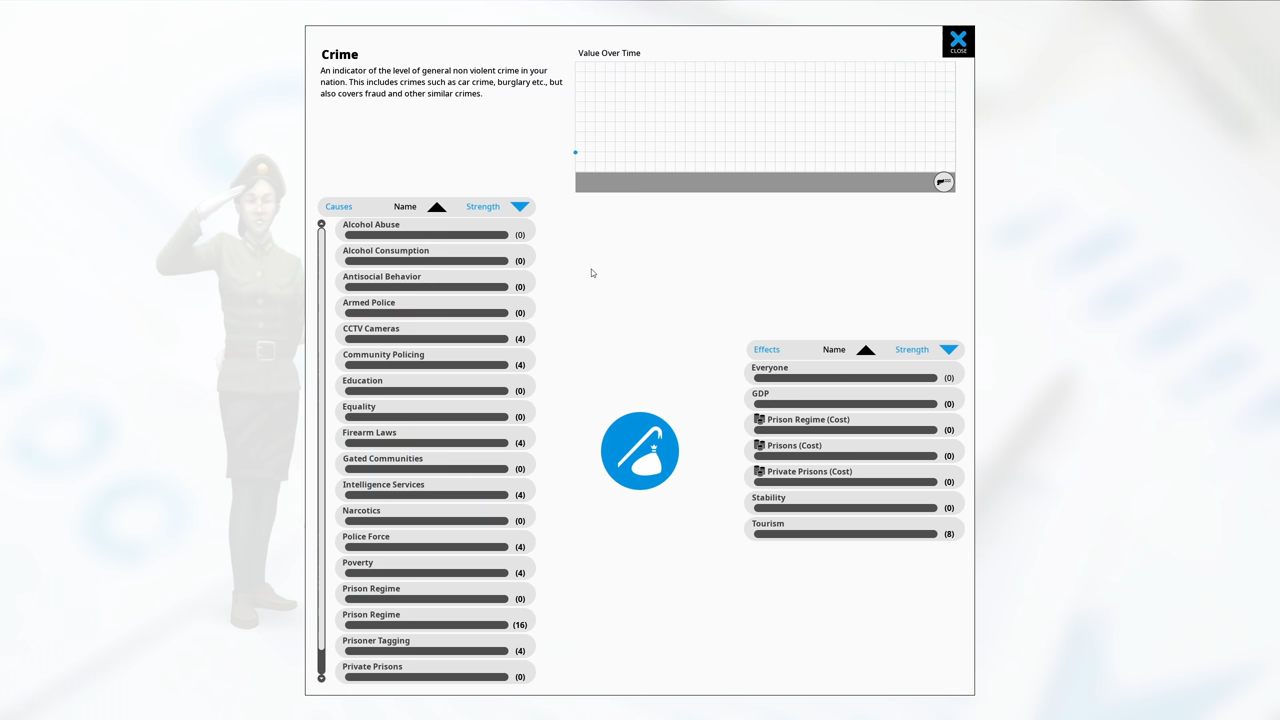 Crime
An indicator of the level of general non violent crime in your
nation. This includes crimes such as car crime, burglary etc., but
also covers fraud and other similar crimes.
Value Over Time
CLOSE
Causes Name Strength
Alcohol Abuse
(0)
Alcohol Consumption
(0)
Antisocial Behavior
(0)
Armed Police
(0)
CCTV Cameras
(4)
Community Policing
(4)
Education
(0)
Equality
(0)
Firearm Laws
(4)
Gated Communities
(0)
Intelligence Services
(4)
Narcotics
(0)
Police Force
(4)
Poverty
(4)
Prison Regime
(0)
Prison Regime
(16)
Prisoner Tagging
(4)
Private Prisons
(0)
Effects Name Strength
Everyone
(0)
GDP
(0)
Prison Regime (Cost)
(0)
Prisons (Cost)
(0)
Private Prisons (Cost)
(0)
Stability
(0)
Tourism
(8)